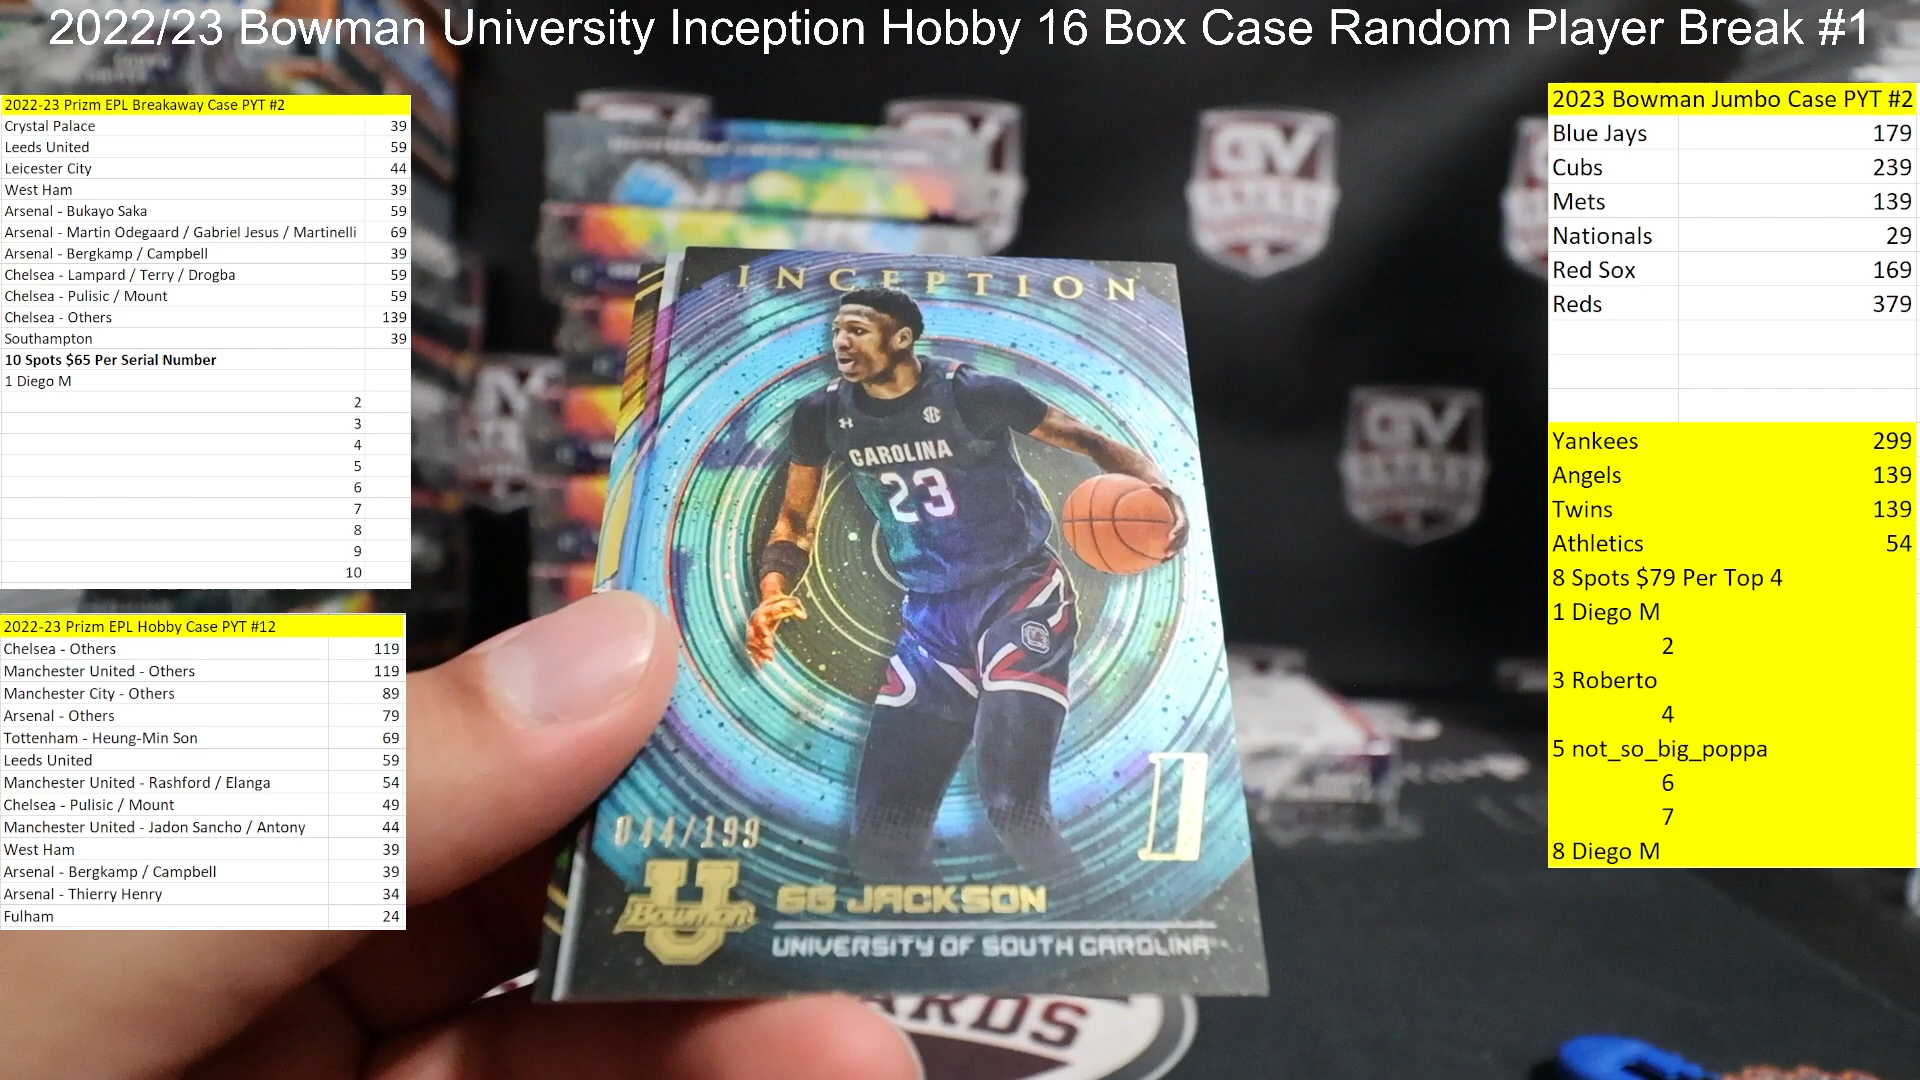 2022/23 Bowman University Inception Hobby 16 Box Case Random Player Break #1
2022-23 Prizm EPL Breakaway Case PYT #2
Crystal Palace 39
Leeds United 59
Leicester City 44
West Ham 39
Arsenal - Bukayo Saka 59
Arsenal - Martin Odegaard / Gabriel Jesus / Martinelli 69
Arsenal - Bergkamp / Campbell 39
Chelsea - Lampard / Terry / Drogba 59
Chelsea - Pulisic / Mount 59
Chelsea - Others 139
Southampton 39
10 Spots $65 Per Serial Number
1 Diego M
2
3
4
5
6
7
8
9
10
2022-23 Prizm EPL Hobby Case PYT #12
Chelsea - Others 119
Manchester United - Others 119
Manchester City - Others 89
Arsenal - Others 79
Tottenham - Heung-Min Son 69
Leeds United 59
Manchester United - Rashford / Elanga 54
Chelsea - Pulisic / Mount 49
Manchester United - Jadon Sancho / Antony 44
West Ham 39
Arsenal - Bergkamp / Campbell 39
Arsenal - Thierry Henry 34
Fulham 24
INCEPTION
SEC
CAROLINA
23
044/199
U
Bowman
GG JACKSON
UNIVERSITY OF SOUTH CAROLINA
GV
GV
2023 Bowman Jumbo Case PYT #2
Blue Jays 179
Cubs 239
Mets 139
Nationals 29
Red Sox 169
Reds 379
Yankees 299
Angels 139
Twins 139
Athletics 54
8 Spots $79 Per Top 4
1 Diego M
2
3 Roberto
4
5 not_so_big_poppa
6
7
8 Diego M